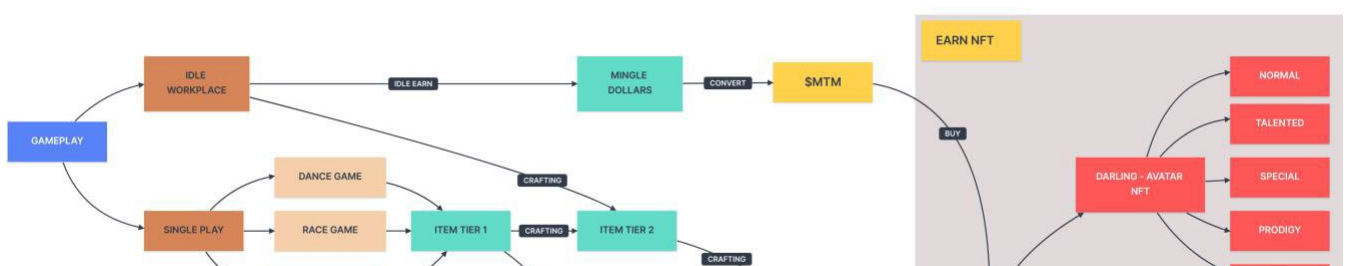 EARN NFT
IDLE
WORKPLACE
IDLE EARN
MINGLE
DOLLARS
CONVERT
$MTM
NORMAL
TALENTED
BUY
GAMEPLAY
DANCE GAME
CRAFTING
DARLING - AVATAR
NFT
SPECIAL
SINGLE PLAY
RACE GAME
ITEM TIER 1
CRAFTING
ITEM TIER 2
PRODIGY
CRAFTING